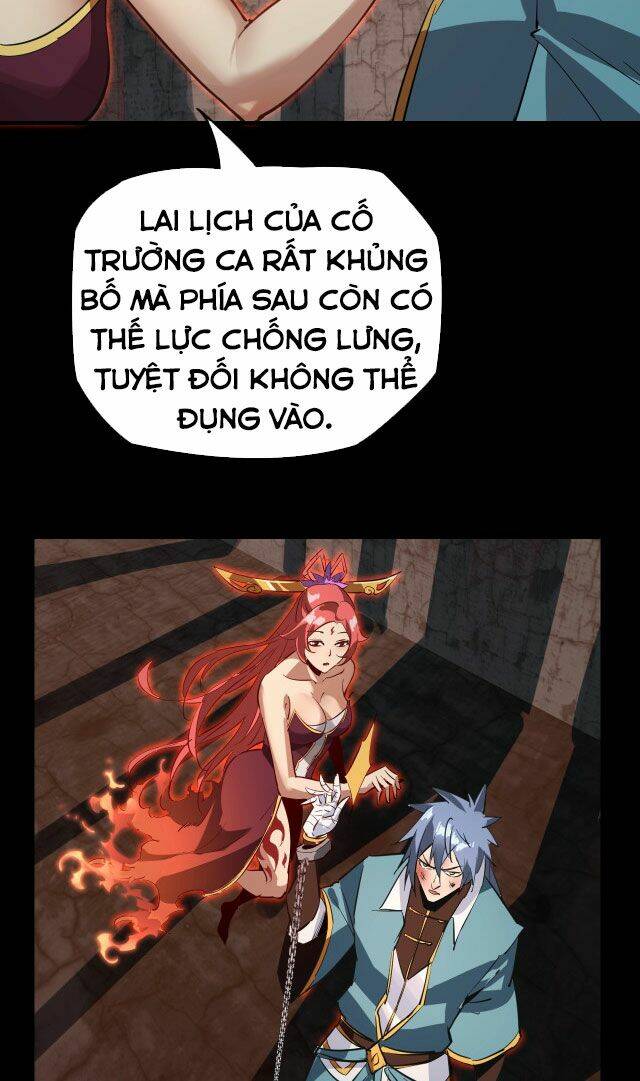 LAI LỊCH CỦA CỐ
TRƯỜNG CA RẤT KHỦNG
BỐ MÀ PHÍA SAU CÒN CÓ
THẾ LỰC CHỐNG LƯNG,
TUYỆT ĐỐI KHÔNG THỂ
ĐỤNG VÀO.